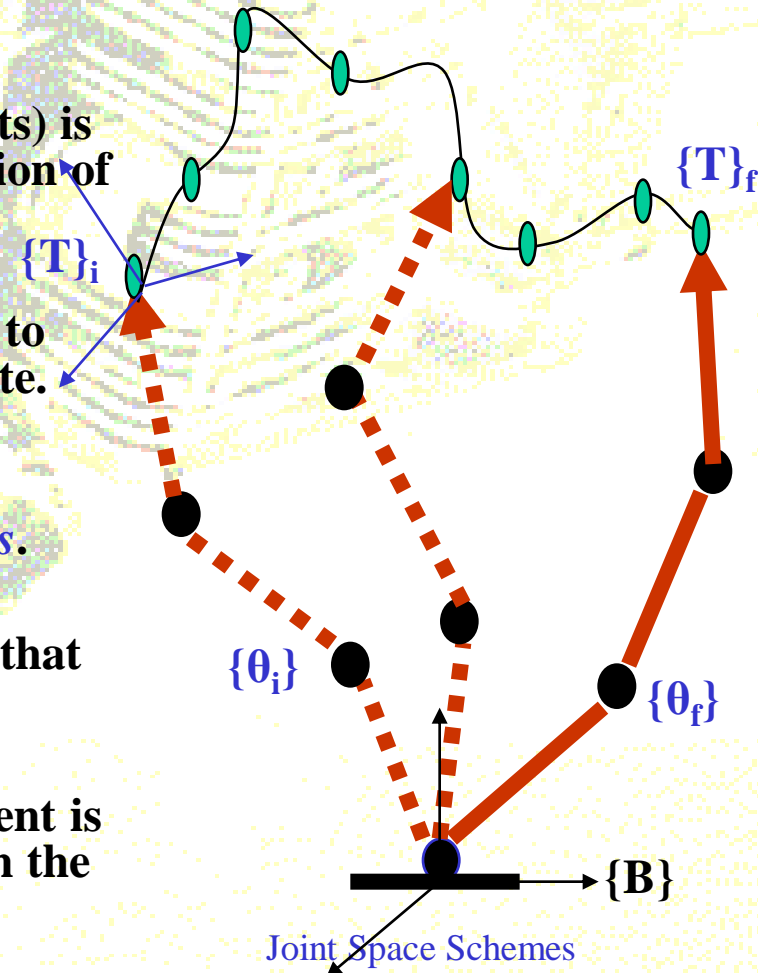 ts) is
ion of
{T}f
{T}i
to
te.
s.
that
{θi}
{θf}
ent is
n the
{B}
Joint Space Schemes